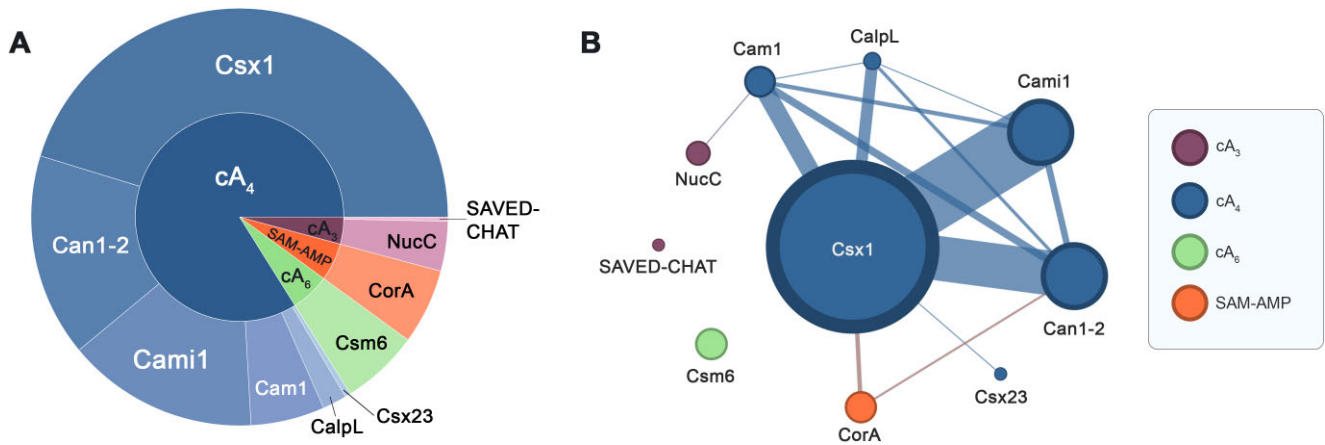 A
Csx1
cA4
Can1-2
Cami1
Cam1
CalpL
Csx23
Csm6
cA6
SAM-AMP
CorA
cA3
NucC
SAVED-
CHAT
B
Cam1
CalpL
Cami1
NucC
Csx1
SAVED-CHAT
Can1-2
Csm6
Csx23
CorA
cA3
cA4
cA6
SAM-AMP